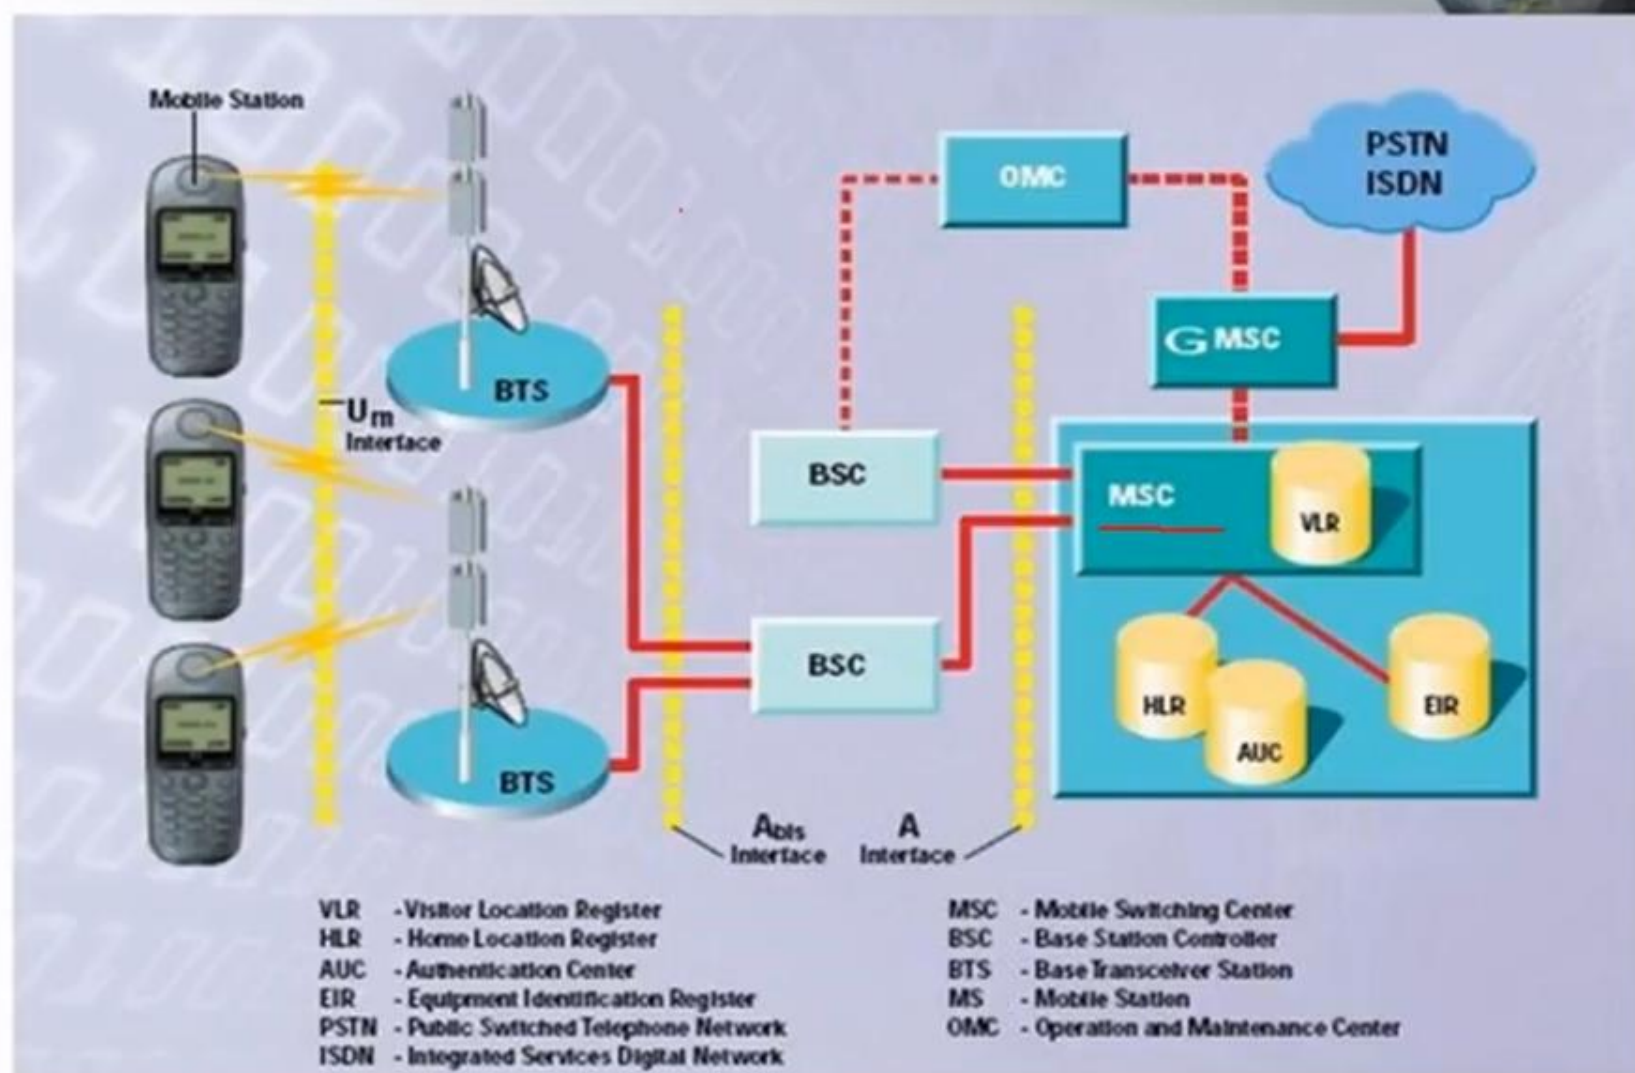 Mobile Station
OMC
PSTN
ISDN
G MSC
BTS
Um
Interface
BSC
MSC
VLR
BSC
HLR
AUC
EIR
BTS
Abis
Interface
A
Interface
VLR - Visitor Location Register
HLR - Home Location Register
AUC - Authentication Center
EIR - Equipment Identification Register
PSTN - Public Switched Telephone Network
ISDN - Integrated Services Digital Network
MSC - Mobile Switching Center
BSC - Base Station Controller
BTS - Base Transceiver Station
MS - Mobile Station
OMC - Operation and Maintenance Center